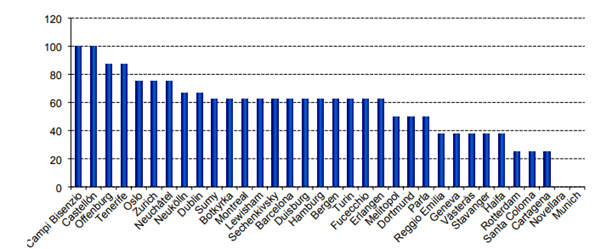 120
100
80
60
40
20
0
Campi Bisenzio
Castellón
Offenburg
Tenerife
Oslo
Zurich
Neuchâtel
Neukölln
Dublin
Sumy
Botkyrka
Montreal
Lewisham
Sechenkivsky
Barcelona
Duisburg
Hamburg
Bergen
Turin
Fucecchio
Erlangen
Melitopol
Dortmund
Parla
Reggio Emilia
Geneva
Västerås
Stavanger
Haifa
Rotterdam
Santa Coloma
Cartagena
Novellara
Munich